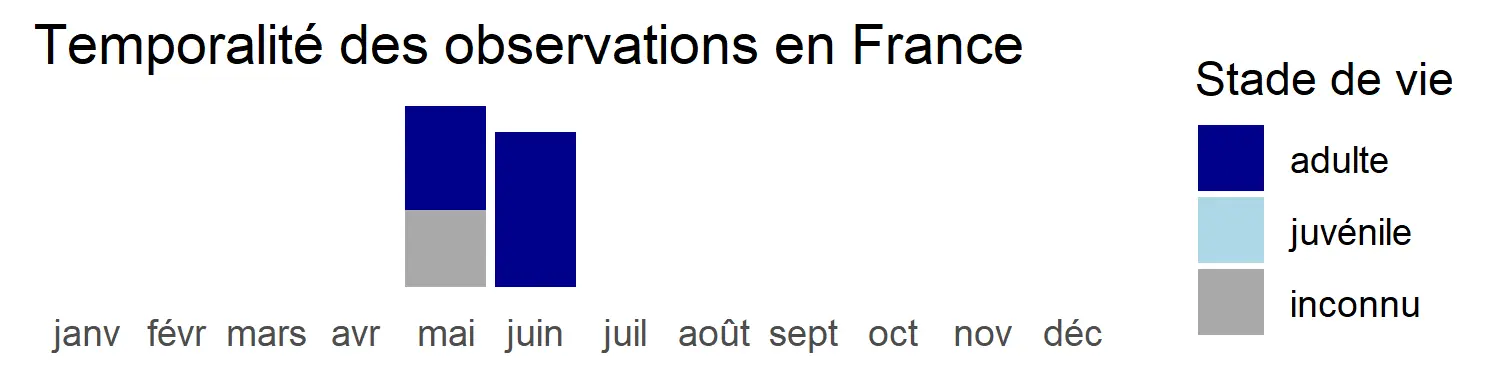 Temporalité des observations en France
Stade de vie
adulte
juvénile
inconnu
janv févr mars avr mai juin juil août sept oct nov déc